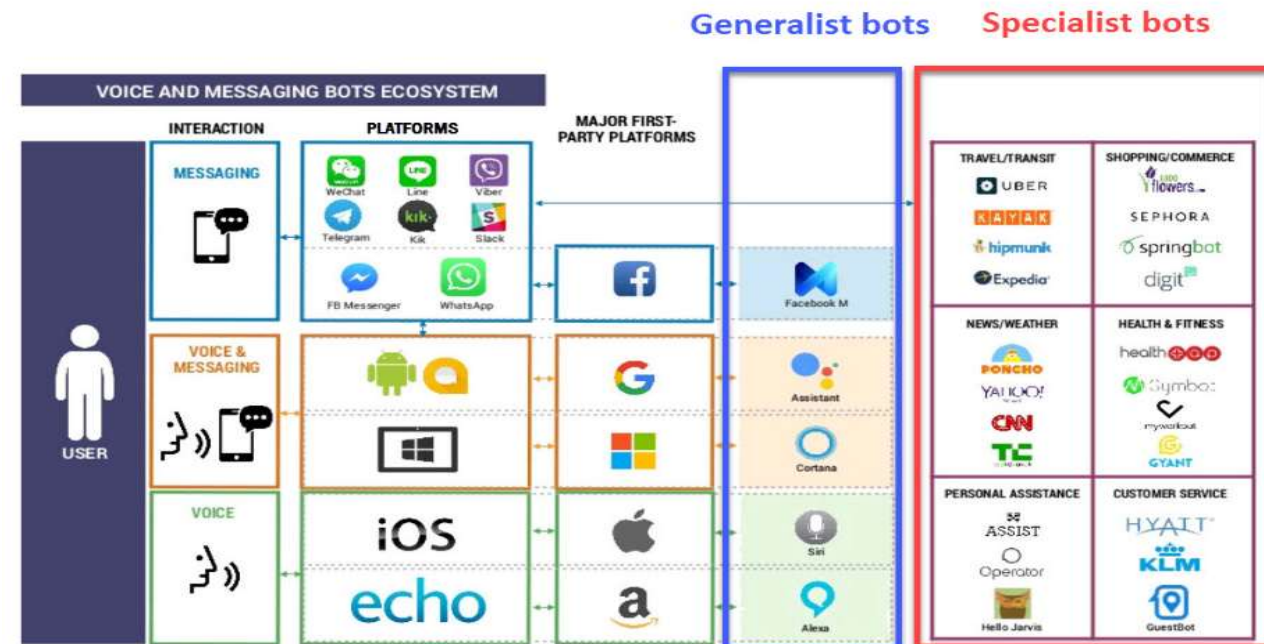 Generalist bots
Specialist bots
VOICE AND MESSAGING BOTS ECOSYSTEM
INTERACTION
PLATFORMS
MAJOR FIRST-
PARTY PLATFORMS
USER
MESSAGING
WeChat
Line
Viber
kik
Telegram
Kik
Slack
FB Messenger
WhatsApp
Facebook M
VOICE &
MESSAGING
Assistant
Cortana
VOICE
iOS
Siri
echo
Alexa
TRAVEL/TRANSIT
UBER
KAYAK
hipmunk
Expedia
SHOPPING/COMMERCE
flowers
SEPHORA
springbot
digit
NEWS/WEATHER
PONCHO
YAHOO!
CNN
TC
HEALTH & FITNESS
health
Gymbot
myworkout
GYANT
PERSONAL ASSISTANCE
ASSIST
Operator
Hello Jarvis
CUSTOMER SERVICE
HYATT
KLM
GuestBot